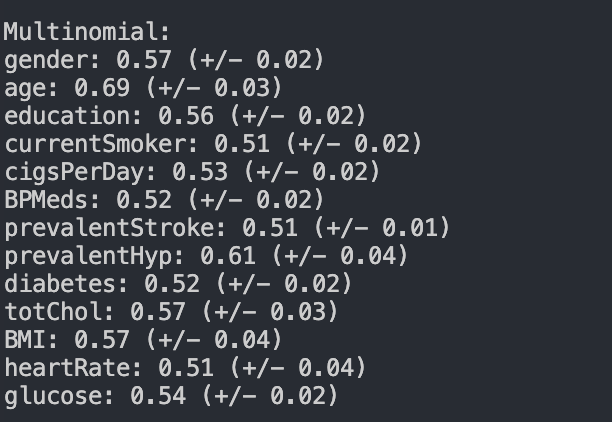 Multinomial:
gender: 0.57 (+/- 0.02)
age: 0.69 (+/- 0.03)
education: 0.56 (+/- 0.02)
currentSmoker: 0.51 (+/- 0.02)
cigsPerDay: 0.53 (+/- 0.02)
BPMeds: 0.52 (+/- 0.02)
prevalentStroke: 0.51 (+/- 0.01)
prevalentHyp: 0.61 (+/- 0.04)
diabetes: 0.52 (+/- 0.02)
totChol: 0.57 (+/- 0.03)
BMI: 0.57 (+/- 0.04)
heartRate: 0.51 (+/- 0.04)
glucose: 0.54 (+/- 0.02)